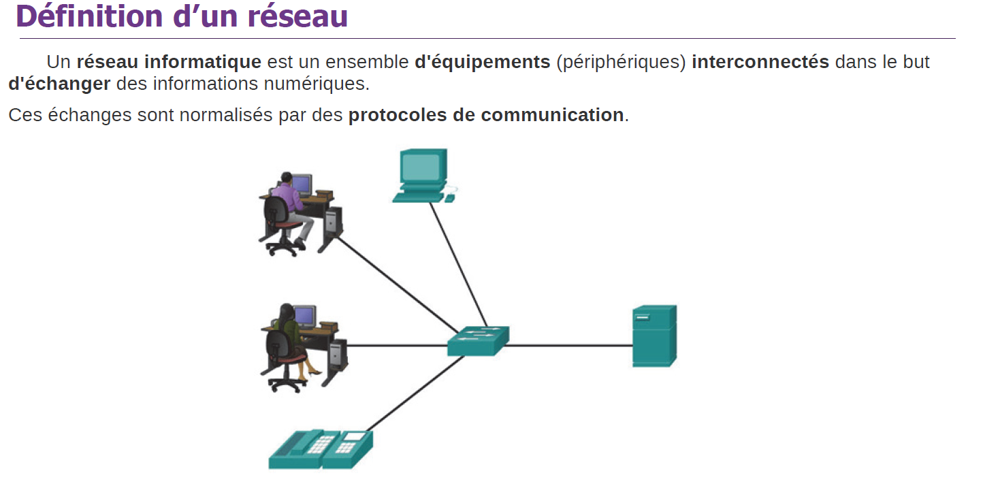 Définition d’un réseau
Un réseau informatique est un ensemble d'équipements (périphériques) interconnectés dans le but
d'échanger des informations numériques.
Ces échanges sont normalisés par des protocoles de communication.